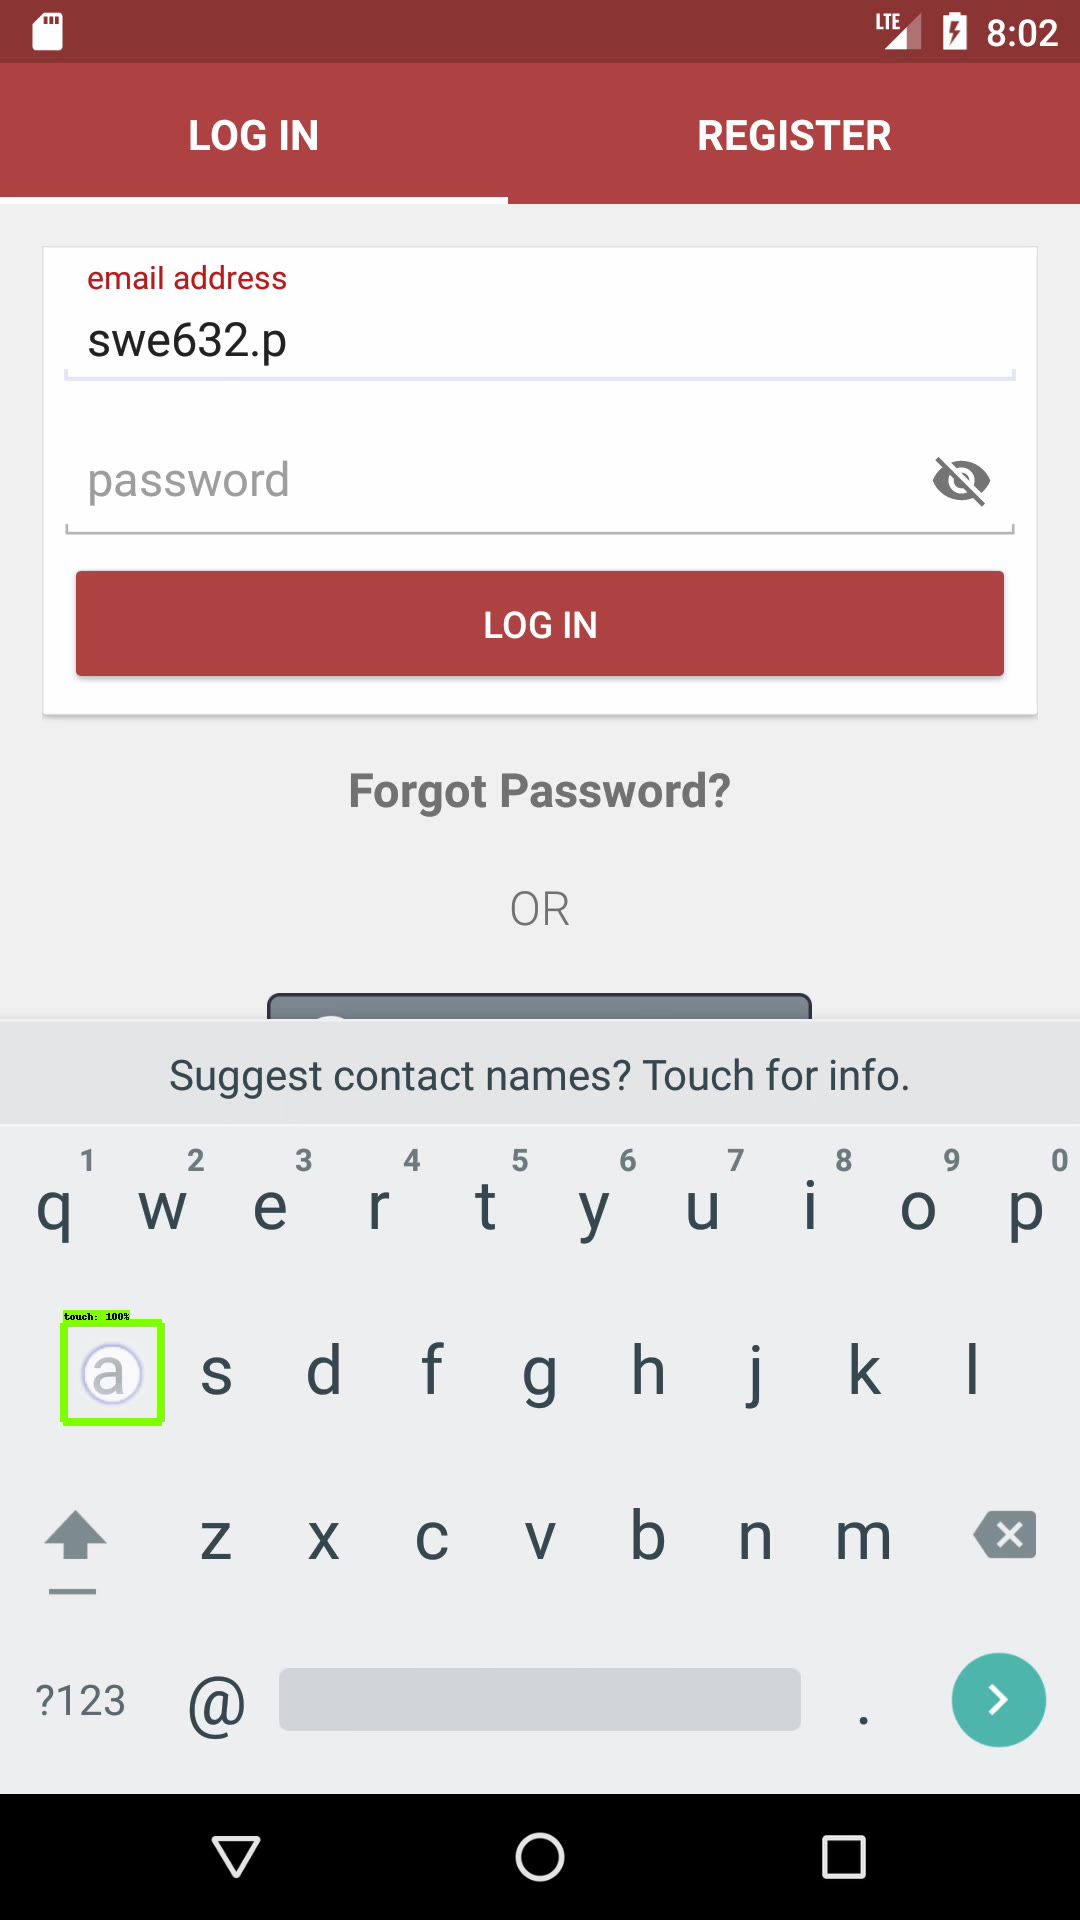 LTE 8:02
LOG IN REGISTER
email address
swe632.p
password
LOG IN
Forgot Password?
OR
Suggest contact names? Touch for info.
1 2 3 4 5 6 7 8 9 0
q w e r t y u i o p
touch: 100%
a s d f g h j k l
z x c v b n m
?123 @ .